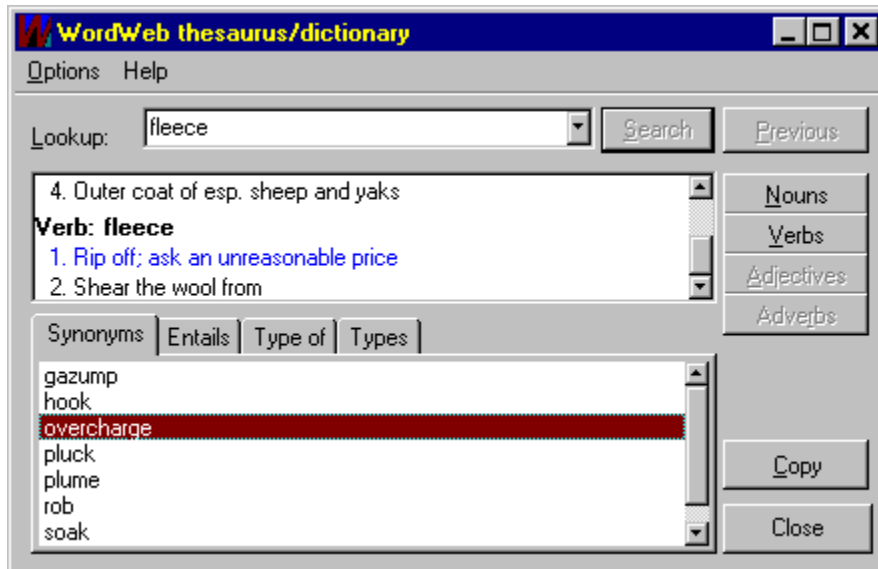 WordWeb thesaurus/dictionary
Options Help
Lookup: fleece Search Previous
4. Outer coat of esp. sheep and yaks
Verb: fleece
1. Rip off; ask an unreasonable price
2. Shear the wool from
Nouns
Verbs
Adjectives
Adverbs
Synonyms Entails Type of Types
gazump
hook
overcharge
pluck
plume
rob
soak
Copy
Close